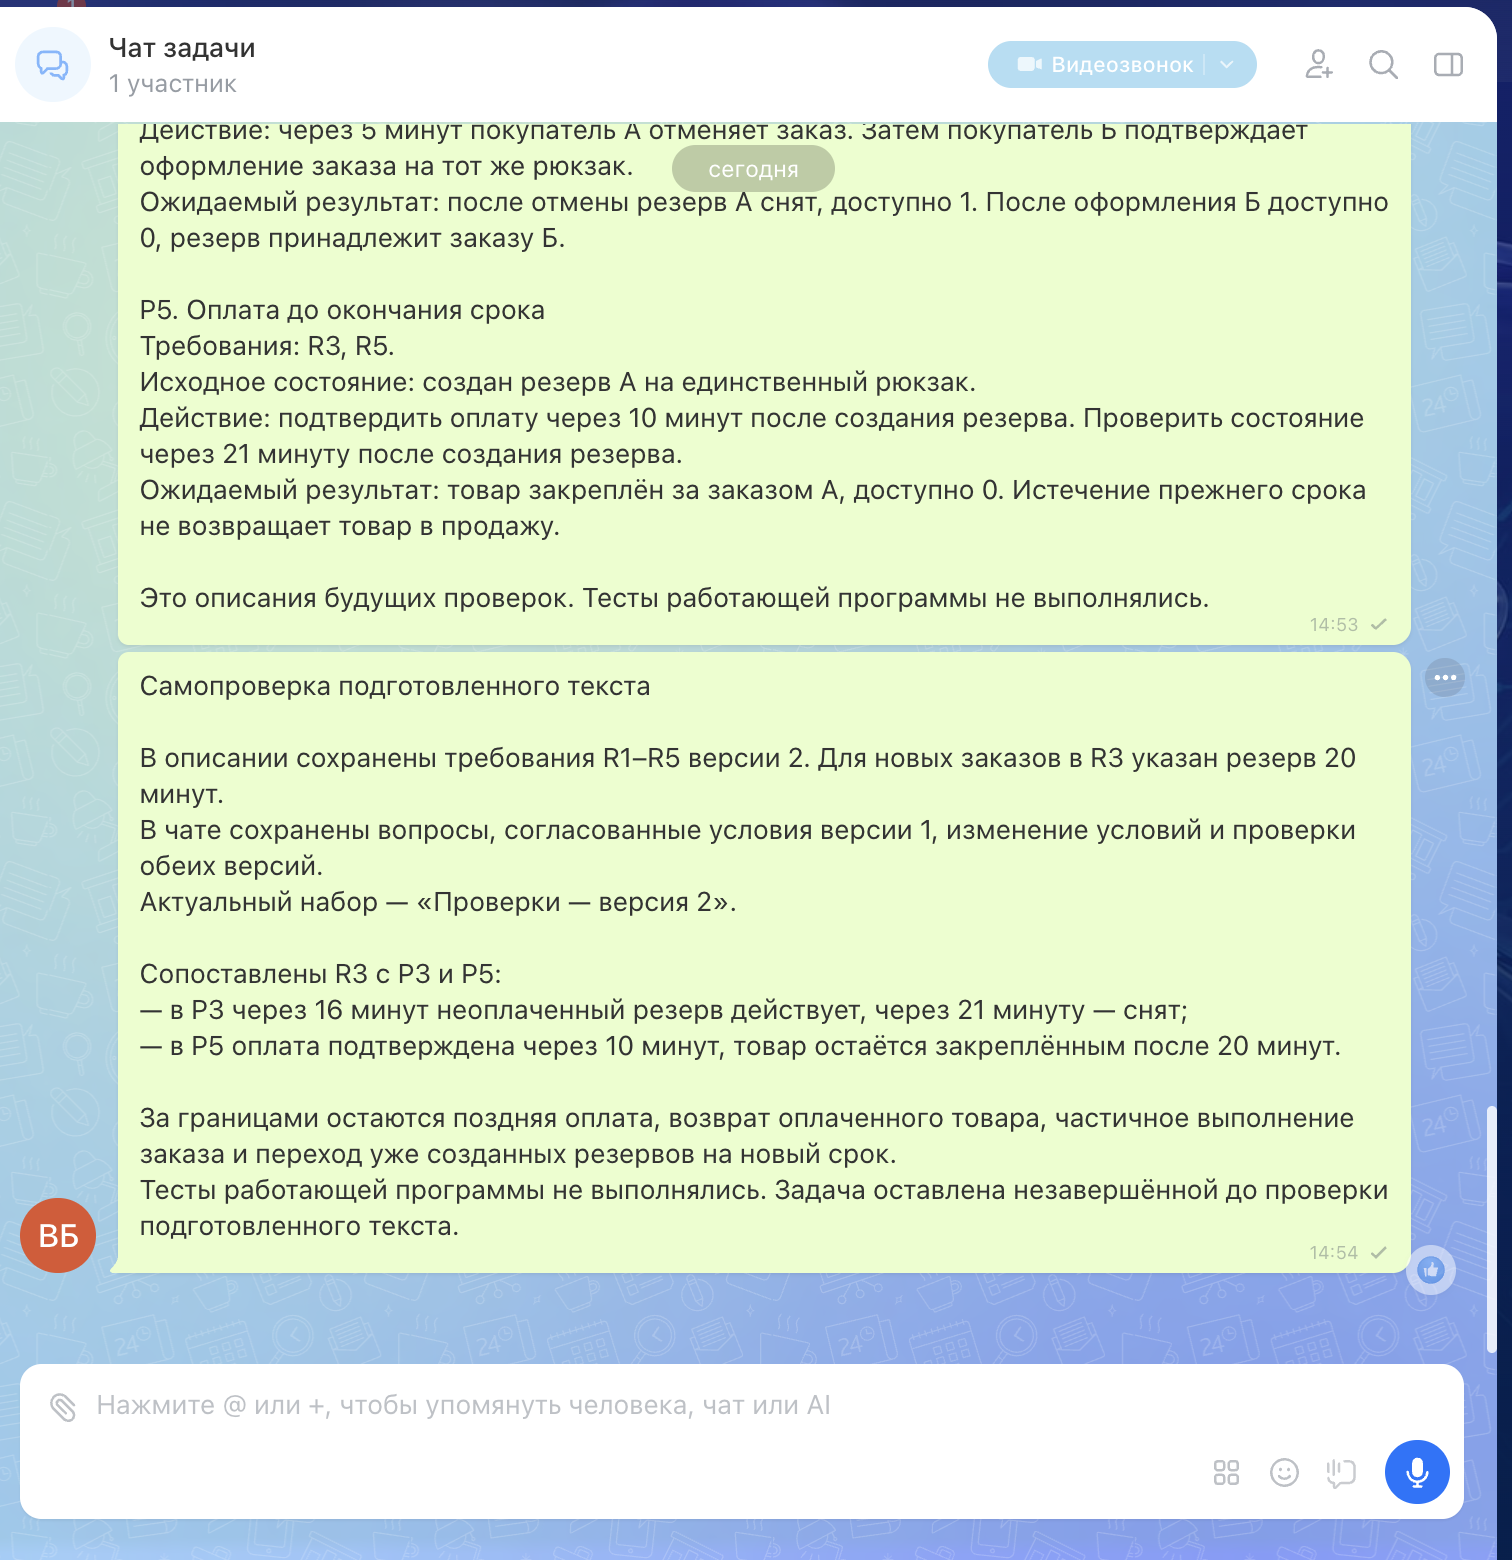 1
Чат задачи
1 участник
Видеозвонок
Действие: через 5 минут покупатель А отменяет заказ. Затем покупатель Б подтверждает
оформление заказа на тот же рюкзак.
сегодня
Ожидаемый результат: после отмены резерв А снят, доступно 1. После оформления Б доступно
0, резерв принадлежит заказу Б.
Р5. Оплата до окончания срока
Требования: R3, R5.
Исходное состояние: создан резерв А на единственный рюкзак.
Действие: подтвердить оплату через 10 минут после создания резерва. Проверить состояние
через 21 минуту после создания резерва.
Ожидаемый результат: товар закреплён за заказом А, доступно 0. Истечение прежнего срока
не возвращает товар в продажу.
Это описания будущих проверок. Тесты работающей программы не выполнялись.
14:53
Самопроверка подготовленного текста
В описании сохранены требования R1–R5 версии 2. Для новых заказов в R3 указан резерв 20
минут.
В чате сохранены вопросы, согласованные условия версии 1, изменение условий и проверки
обеих версий.
Актуальный набор — «Проверки — версия 2».
Сопоставлены R3 с Р3 и Р5:
— в Р3 через 16 минут неоплаченный резерв действует, через 21 минуту — снят;
— в Р5 оплата подтверждена через 10 минут, товар остаётся закреплённым после 20 минут.
За границами остаются поздняя оплата, возврат оплаченного товара, частичное выполнение
заказа и переход уже созданных резервов на новый срок.
Тесты работающей программы не выполнялись. Задача оставлена незавершённой до проверки
подготовленного текста.
ВБ
14:54
Нажмите @ или +, чтобы упомянуть человека, чат или AI